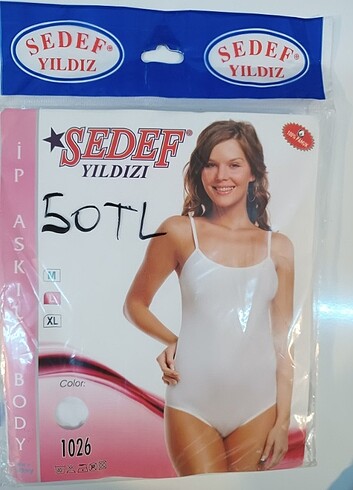 SEDEF®
YILDIZ
SEDEF®
YILDIZ
SEDEF®
YILDIZI
50TL
İP ASKILI BODY
M
L
XL
Color:
1026